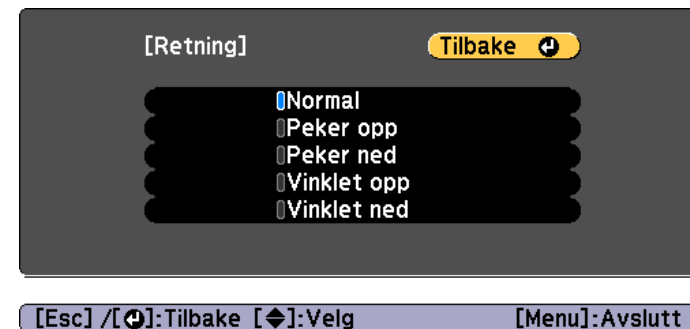 [Retning] Tilbake
Normal
Peker opp
Peker ned
Vinklet opp
Vinklet ned
[Esc] /[⏎]:Tilbake [◆]:Velg [Menu]:Avslutt